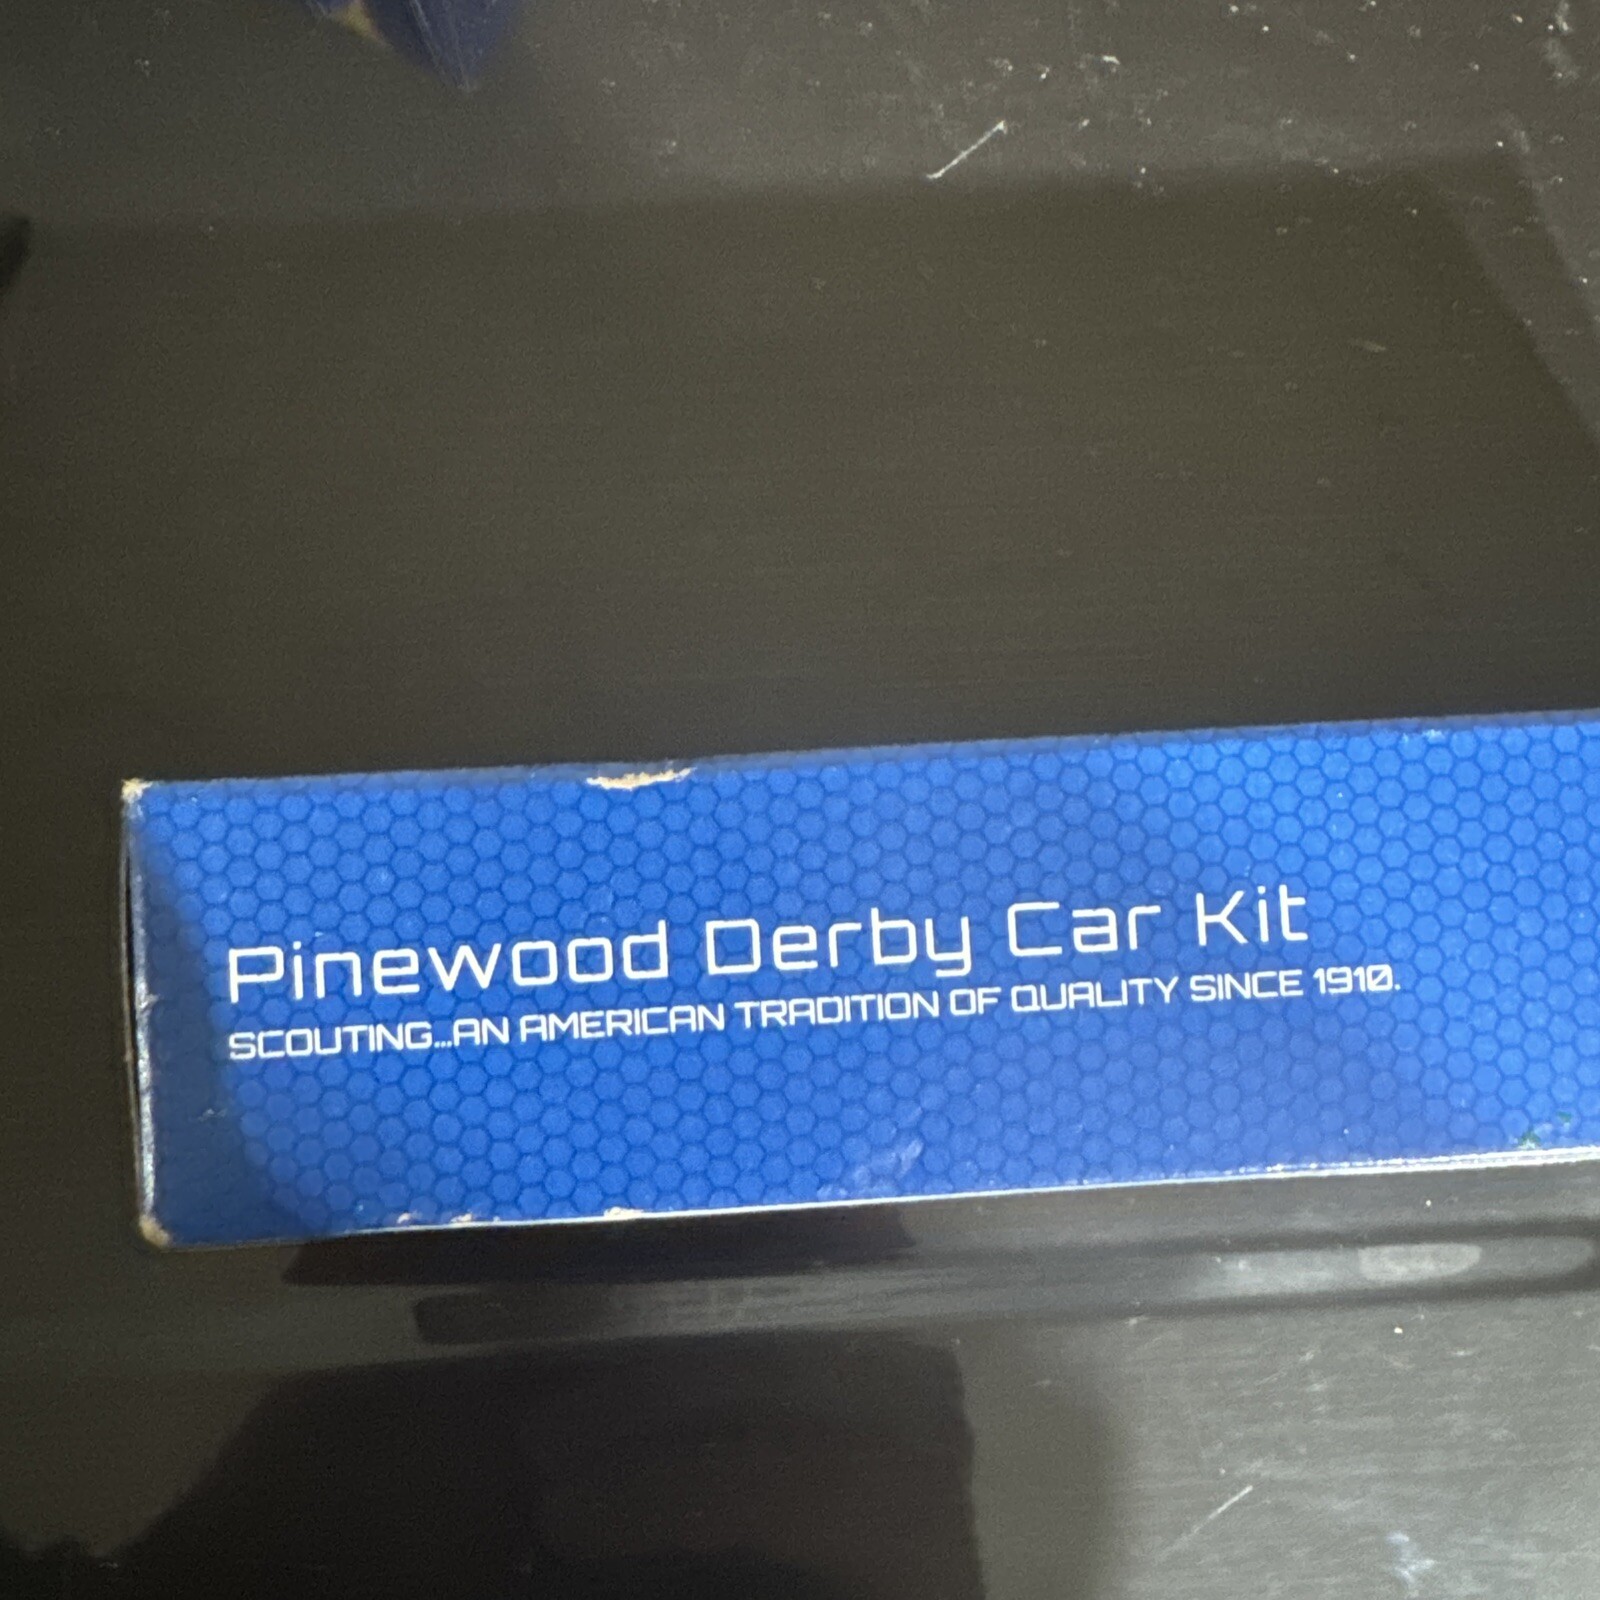 Pinewood Derby Car Kit
SCOUTING...AN AMERICAN TRADITION OF QUALITY SINCE 1910.